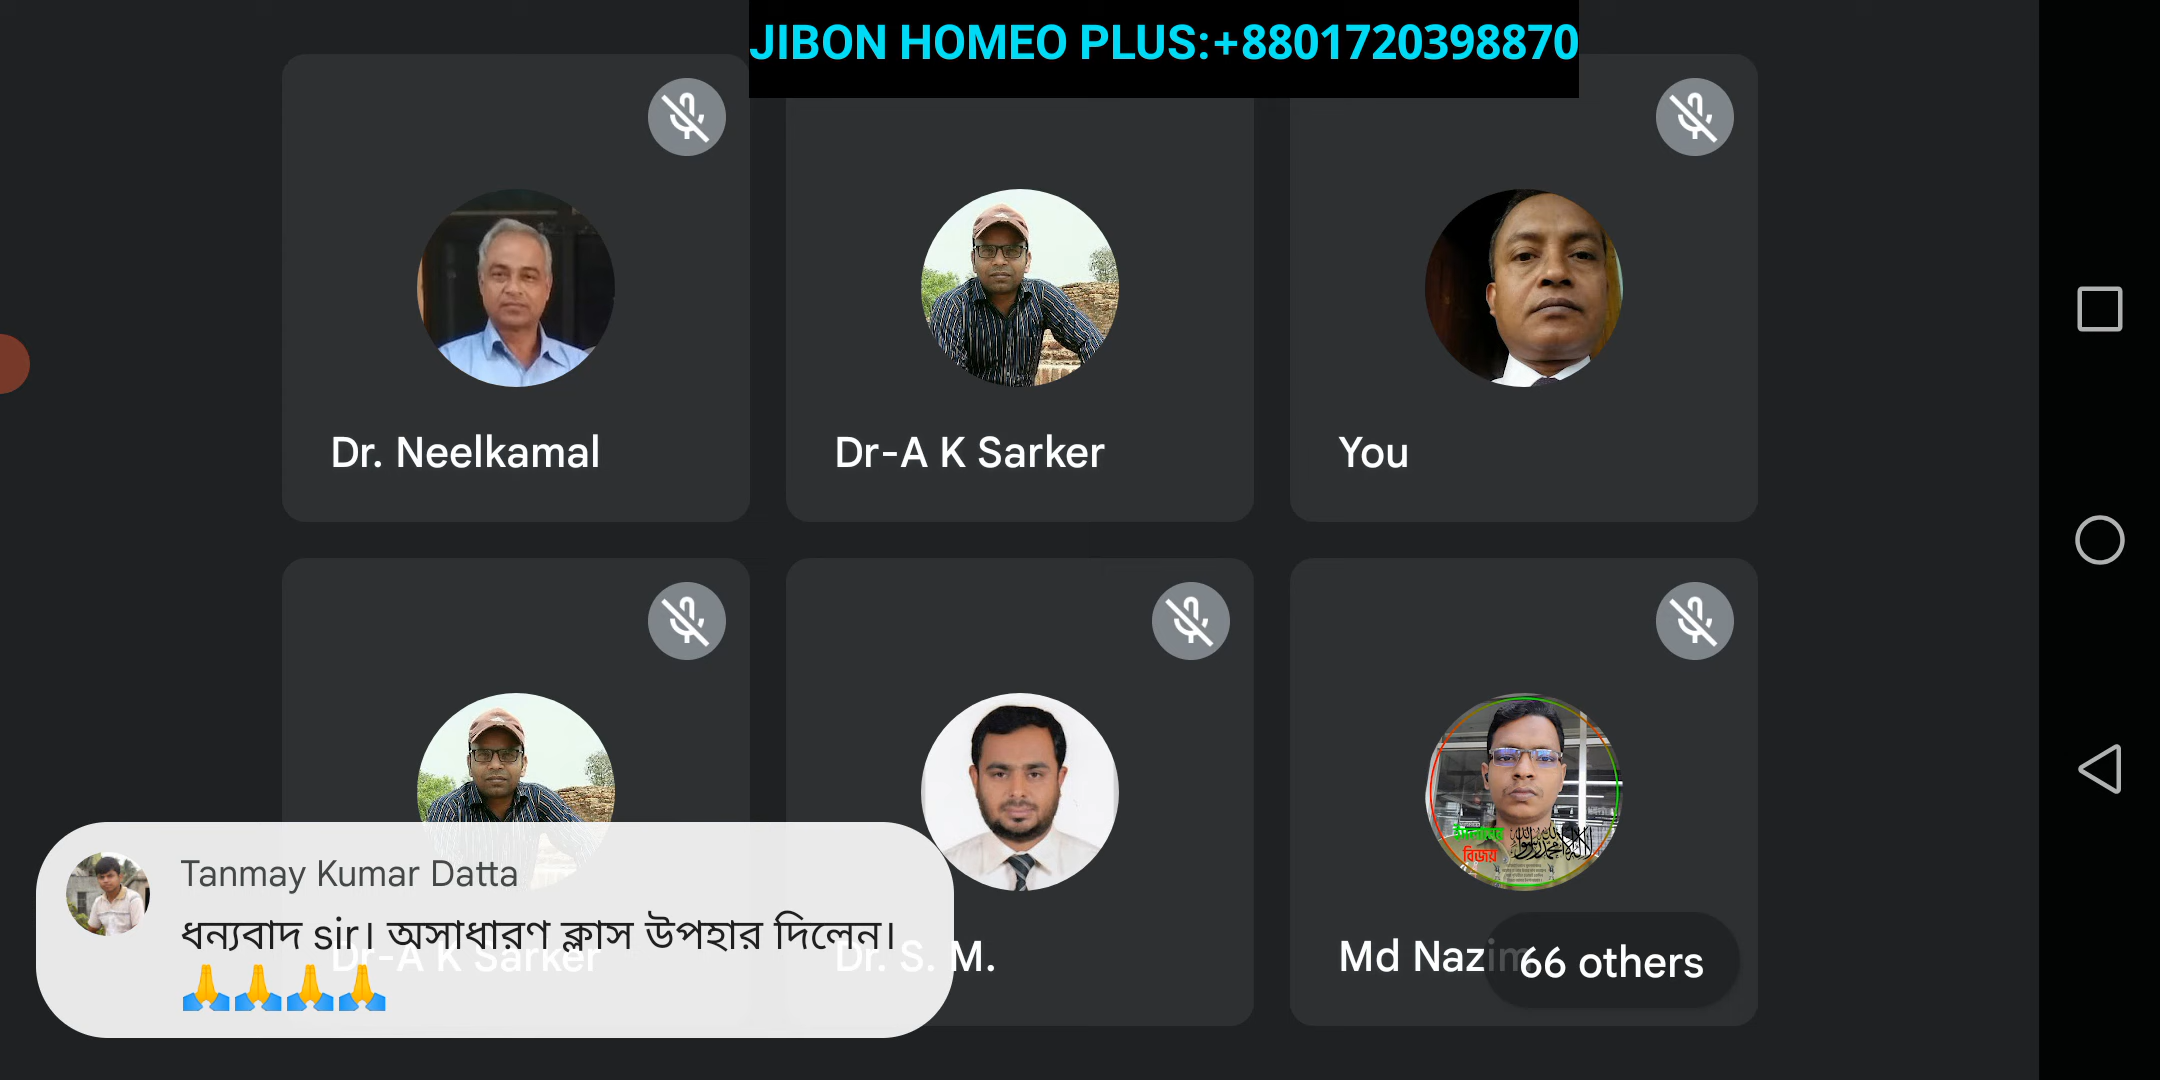 JIBON HOMEO PLUS:+8801720398870
Dr. Neelkamal
Dr-A K Sarker
You
Tanmay Kumar Datta
ধন্যবাদ sir। অসাধারণ ক্লাস উপহার দিলেন।
🙏🙏🙏🙏
Dr-A K Sarker
Dr. S. M.
বিজয়
Md Nazim
66 others